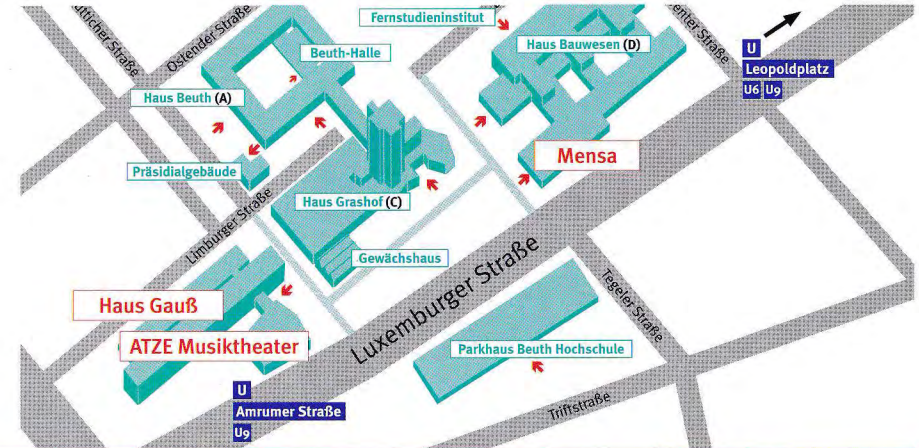 Fernstudieninstitut
Ostender Straße
Beuth-Halle
Haus Bauwesen (D)
U
Leopoldplatz
U6 U9
Haus Beuth (A)
Mensa
Präsidialgebäude
Haus Grashof (C)
Limburger Straße
Gewächshaus
Luxemburger Straße
Tegeler Straße
Haus Gauß
ATZE Musiktheater
Parkhaus Beuth Hochschule
U
Amrumer Straße
U9
Triftstraße